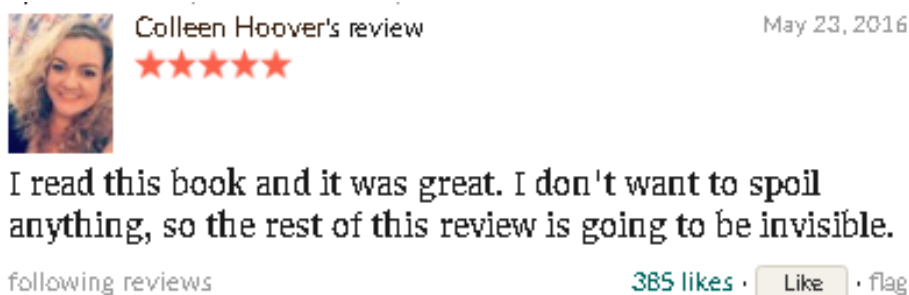 Colleen Hoover's review
May 23, 2016
I read this book and it was great. I don't want to spoil
anything, so the rest of this review is going to be invisible.
following reviews
385 likes · Like · flag